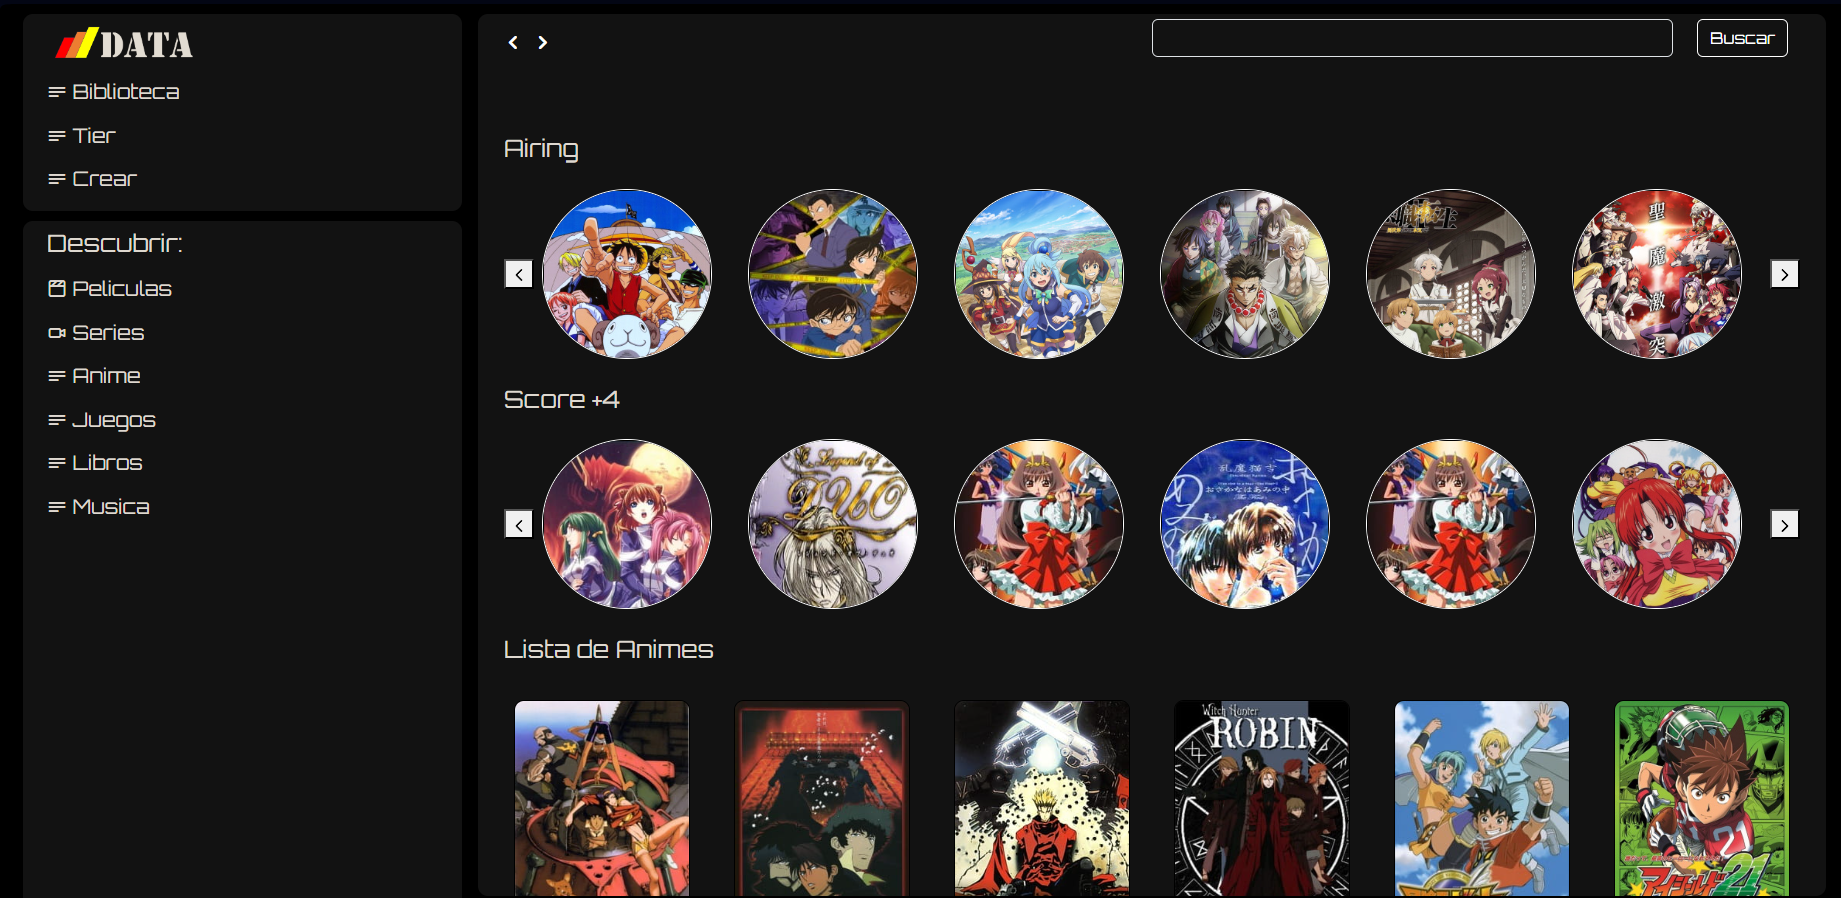 DATA
Biblioteca
Tier
Crear
Descubrir:
Peliculas
Series
Anime
Juegos
Libros
Musica
Buscar
Airing
聖
魔
激
突
Score +4
Legend of
DUO
Lista de Animes
Witch Hunter
ROBIN
21
アイシールド21